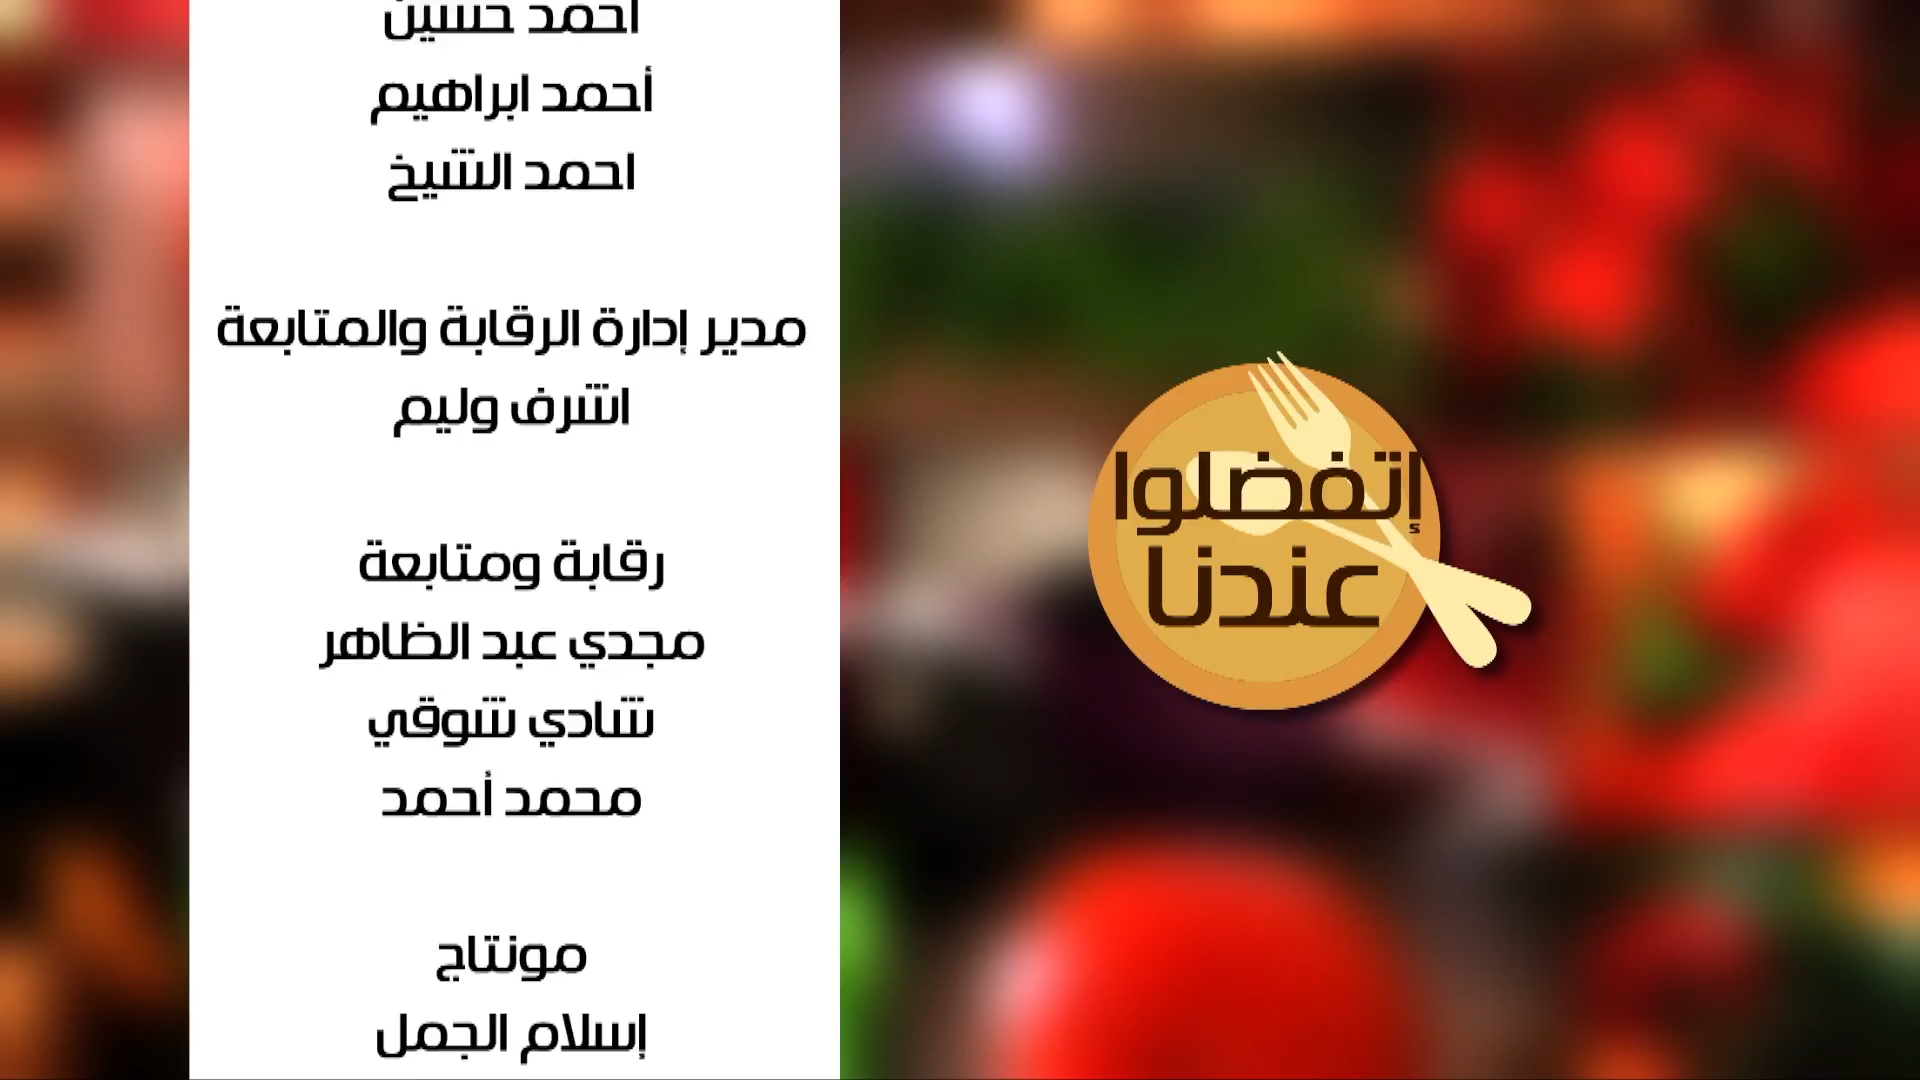 احمد حسين
أحمد ابراهيم
احمد الشيخ
مدير إدارة الرقابة والمتابعة
اشرف وليم
رقابة ومتابعة
مجدي عبد الظاهر
شادي شوقي
محمد أحمد
مونتاج
إسلام الجمل
إتفضلوا
عندنا